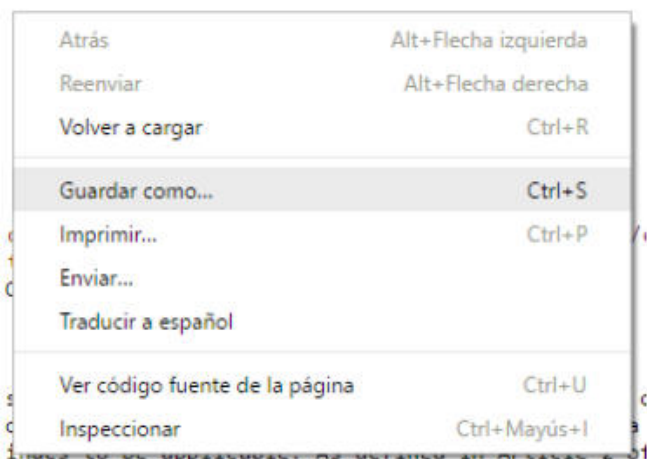 Atrás Alt+Flecha izquierda
Reenviar Alt+Flecha derecha
Volver a cargar Ctrl+R
Guardar como... Ctrl+S
Imprimir... Ctrl+P
Enviar...
Traducir a español
Ver código fuente de la página Ctrl+U
Inspeccionar Ctrl+Mayús+I